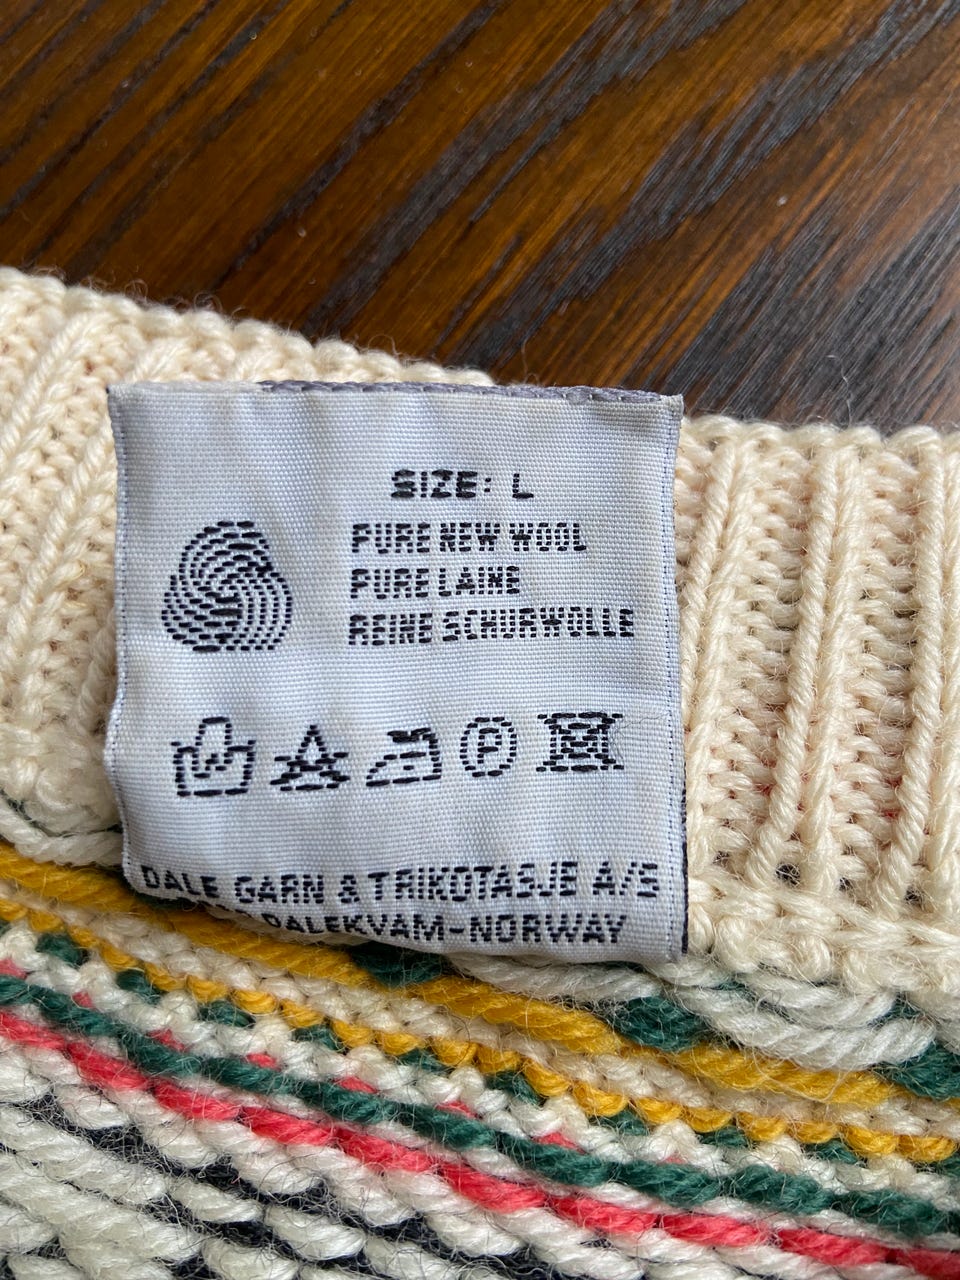 SIZE: L
PURE NEW WOOL
PURE LAINE
REINE SCHURWOLLE
P
DALE GARN & TRIKOTASJE A/S
DALEKVAM-NORWAY